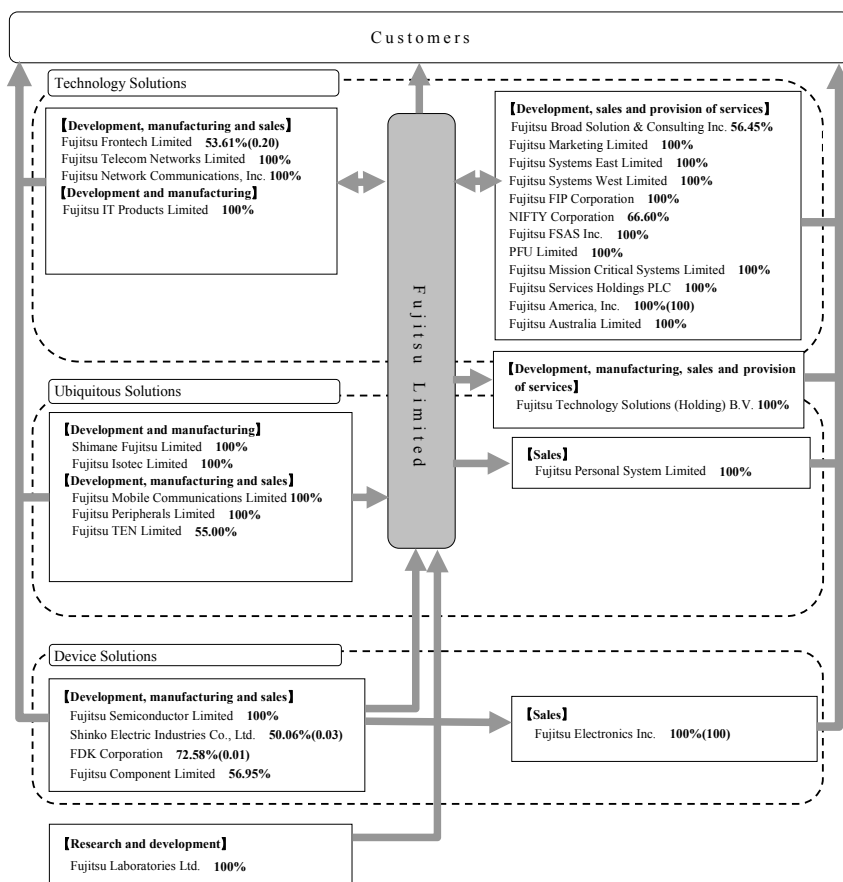 Customers
Technology Solutions
【Development, manufacturing and sales】
Fujitsu Frontech Limited 53.61%(0.20)
Fujitsu Telecom Networks Limited 100%
Fujitsu Network Communications, Inc. 100%
【Development and manufacturing】
Fujitsu IT Products Limited 100%
Fujitsu Limited
【Development, sales and provision of services】
Fujitsu Broad Solution & Consulting Inc. 56.45%
Fujitsu Marketing Limited 100%
Fujitsu Systems East Limited 100%
Fujitsu Systems West Limited 100%
Fujitsu FIP Corporation 100%
NIFTY Corporation 66.60%
Fujitsu FSAS Inc. 100%
PFU Limited 100%
Fujitsu Mission Critical Systems Limited 100%
Fujitsu Services Holdings PLC 100%
Fujitsu America, Inc. 100%(100)
Fujitsu Australia Limited 100%
【Development, manufacturing, sales and provision
of services】
Fujitsu Technology Solutions (Holding) B.V. 100%
Ubiquitous Solutions
【Development and manufacturing】
Shimane Fujitsu Limited 100%
Fujitsu Isotec Limited 100%
【Development, manufacturing and sales】
Fujitsu Mobile Communications Limited 100%
Fujitsu Peripherals Limited 100%
Fujitsu TEN Limited 55.00%
【Sales】
Fujitsu Personal System Limited 100%
Device Solutions
【Development, manufacturing and sales】
Fujitsu Semiconductor Limited 100%
Shinko Electric Industries Co., Ltd. 50.06%(0.03)
FDK Corporation 72.58%(0.01)
Fujitsu Component Limited 56.95%
【Sales】
Fujitsu Electronics Inc. 100%(100)
【Research and development】
Fujitsu Laboratories Ltd. 100%